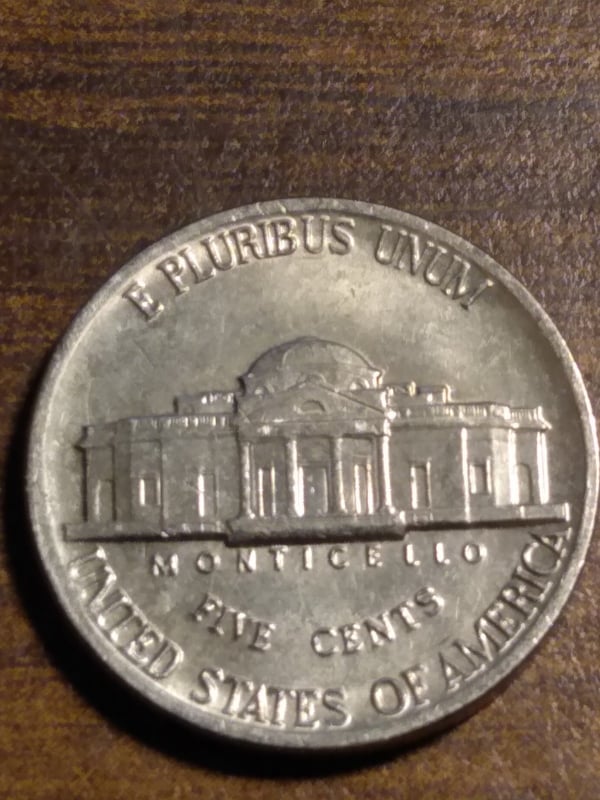 E PLURIBUS UNUM
MONTICELLO
FIVE CENTS
UNITED STATES OF AMERICA